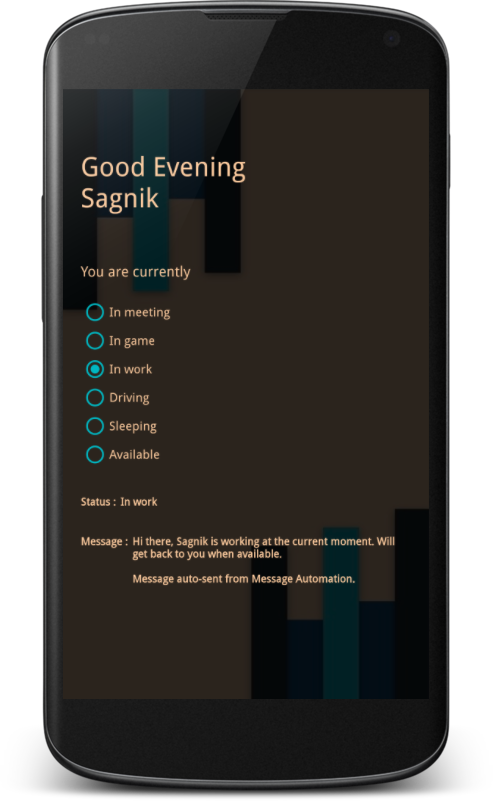 Good Evening
Sagnik
You are currently
In meeting
In game
In work
Driving
Sleeping
Available
Status : In work
Message : Hi there, Sagnik is working at the current moment. Will
get back to you when available.
Message auto-sent from Message Automation.